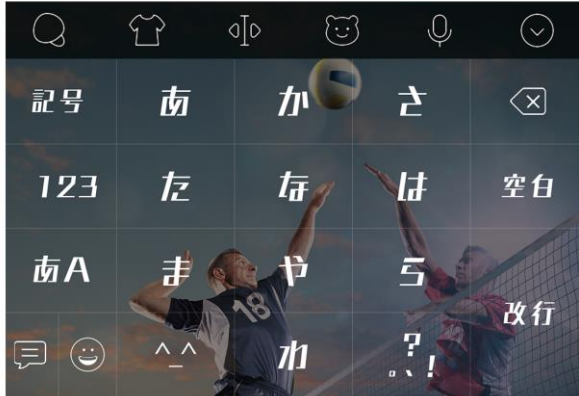 記号 あ か さ
123 た な は 空白
あA ま や ら
18
改行
^_^ わ 。、?!